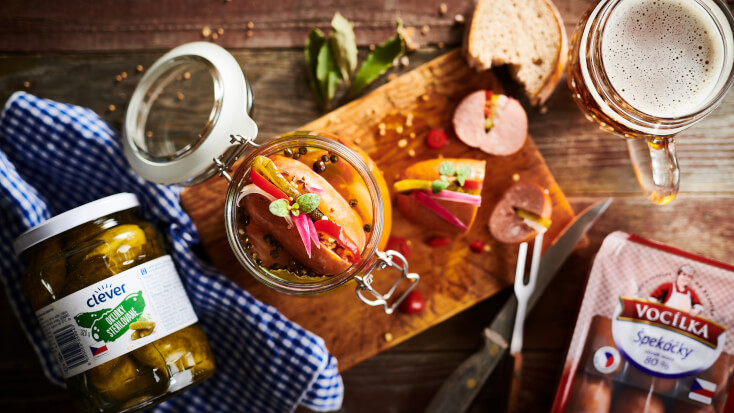 clever
OKURKY
STERILOVANÉ
VOCÍLKA
Špekáčky
80%